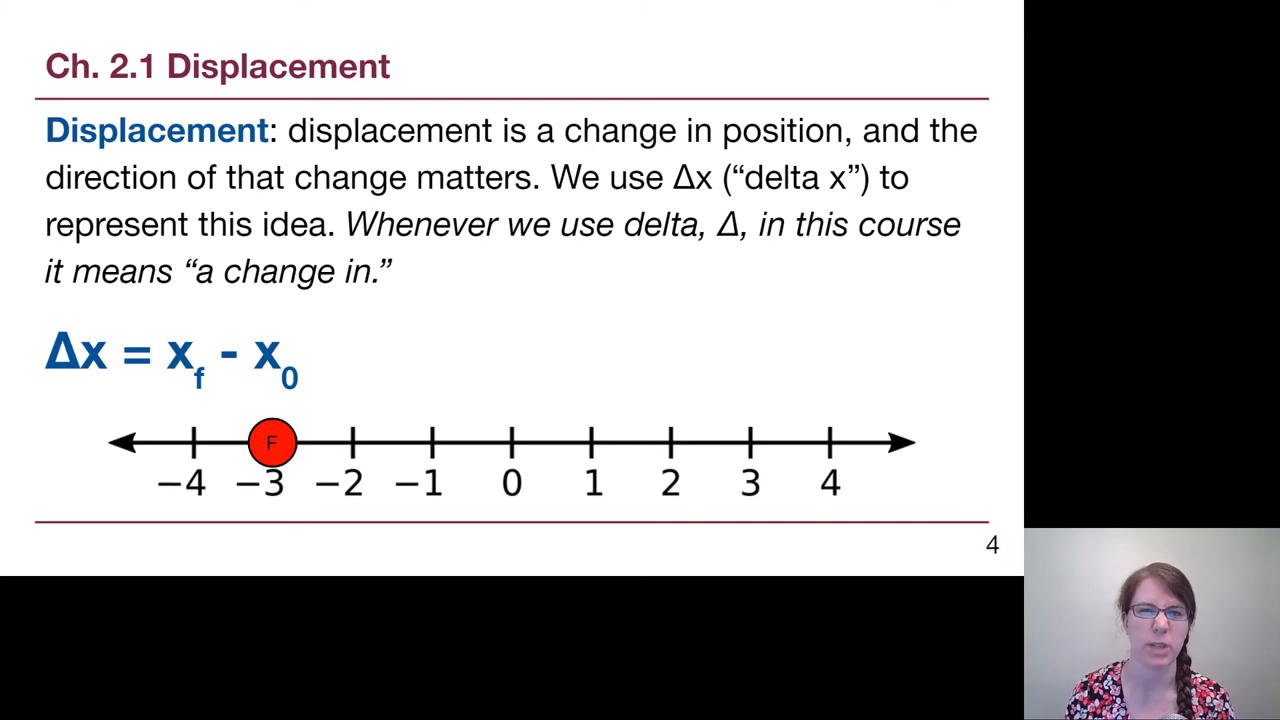 Ch. 2.1 Displacement
Displacement: displacement is a change in position, and the
direction of that change matters. We use Δx (“delta x”) to
represent this idea. Whenever we use delta, Δ, in this course
it means “a change in.”
Δx = xf - x0
F
−4 −3 −2 −1 0 1 2 3 4
4